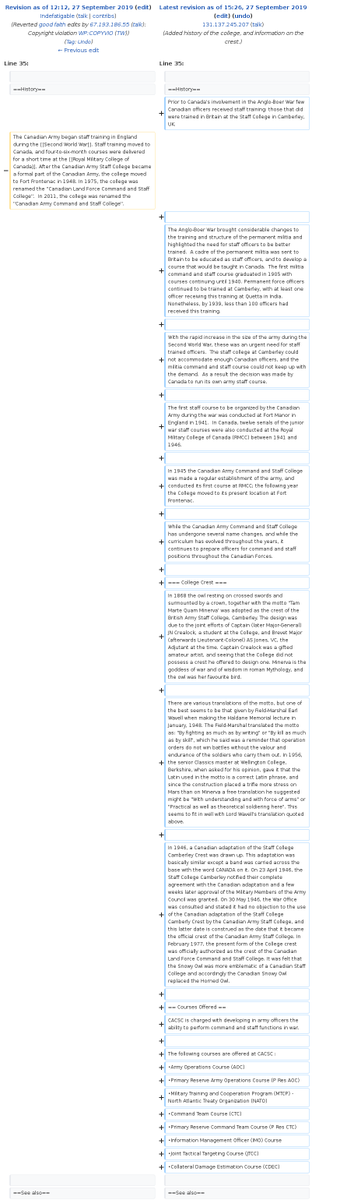 Revision as of 12:12, 27 September 2019 (edit)
Indefatigable (talk | contribs)
(Reverted good faith edits by 67.193.186.55 (talk):
Copyright violation WP:COPYVIO (TW))
(Tag: Undo)
← Previous edit
Latest revision as of 15:26, 27 September 2019
(edit) (undo)
131.137.245.207 (talk)
(Added history of the college, and information on the
crest.)
Line 35:
Line 35:
==History==
==History==
+
Prior to Canada's involvement in the Anglo-Boer War few
Canadian officers received staff training; those that did
were trained in Britain at the Staff College in Camberley,
UK.
−
The Canadian Army began staff training in England
during the [[Second World War]]. Staff training moved to
Canada, and four-to-six-month courses were delivered
for a short time at the [[Royal Military College of
Canada]]. After the Canadian Army Staff College became
a formal part of the Canadian Army, the college moved
to Fort Frontenac in 1948. In 1975, the college was
renamed the "Canadian Land Force Command and Staff
College". In 2011, the college was renamed the
"Canadian Army Command and Staff College".
+
+
The Anglo-Boer War brought considerable changes to
the training and structure of the permanent militia and
highlighted the need for staff officers to be better
trained. A cadre of the permanent militia was sent to
Britain to be educated as staff officers, and to develop a
course that would be taught in Canada. The first militia
command and staff course graduated in 1905 with
courses continuing until 1940. Permanent force officers
continued to be trained at Camberley, with at least one
officer receiving this training at Quetta in India.
Nonetheless, by 1939, less than 100 officers had
received this training.
+
+
With the rapid increase in the size of the army during the
Second World War, these was an urgent need for staff
trained officers. The staff college at Camberley could
not accommodate enough Canadian officers, and the
militia command and staff course could not keep up with
the demand. As a result the decision was made by
Canada to run its own army staff course.
+
+
The first staff course to be organized by the Canadian
Army during the war was conducted at Fort Manor in
England in 1941. In Canada, twelve serials of the junior
war staff courses were also conducted at the Royal
Military College of Canada (RMCC) between 1941 and
1946.
+
+
In 1945 the Canadian Army Command and Staff College
was made a regular establishment of the army, and
conducted its first course at RMCC; the following year
the College moved to its present location at Fort
Frontenac.
+
+
While the Canadian Army Command and Staff College
has undergone several name changes, and while the
curriculum has evolved throughout the years, it
continues to prepare officers for command and staff
positions throughout the Canadian Forces.
+
+
=== College Crest ===
+
In 1868 the owl resting on crossed swords and
surmounted by a crown, together with the motto 'Tam
Marte Quam Minerva' was adopted as the crest of the
British Army Staff College, Camberley. The design was
due to the joint efforts of Captain (later Major-General)
JN Crealock, a student at the College, and Brevet Major
(afterwards Lieutenant-Colonel) AS Jones, VC, the
Adjutant at the time. Captain Crealock was a gifted
amateur artist, and seeing that the College did not
possess a crest he offered to design one. Minerva is the
goddess of war and of wisdom in roman Mythology, and
the owl was her favourite bird.
+
+
There are various translations of the motto, but one of
the best seems to be that given by Field-Marshal Earl
Wavell when making the Haldane Memorial lecture in
January, 1948. The Field-Marshal translated the motto
as: "By fighting as much as by writing" or "By kill as much
as by skill", which he said was a reminder that operation
orders do not win battles without the valour and
endurance of the soldiers who carry them out. In 1956,
the senior Classics master at Wellington College,
Berkshire, when asked for his opinion, gave it that the
Latin used in the motto is a correct Latin phrase, and
since the construction placed a trifle more stress on
Mars than on Minerva a free translation he suggested
might be "With understanding and with force of arms" or
"Practical as well as theoretical soldiering here". This
seems to fit in well with Lord Wavell's translation quoted
above.
+
+
In 1946, a Canadian adaptation of the Staff College
Camberley Crest was drawn up. This adaptation was
basically similar except a band was carried across the
base with the word CANADA on it. On 23 April 1946, the
Staff College Camberley notified their complete
agreement with the Canadian adaptation and a few
weeks later approval of the Military Members of the Army
Council was granted. On 30 May 1946, the War Office
was consulted and stated it had no objection to the use
of the Canadian adaptation of the Staff College
Camberly Crest by the Canadian Army Staff College, and
this latter date is construed as the date that it became
the official crest of the Canadian Army Staff College. In
February 1977, the present form of the College crest
was officially authorized as the crest of the Canadian
Land Force Command and Staff College. It was felt that
the Snowy Owl was more emblematic of a Canadian Staff
College and accordingly the Canadian Snowy Owl
replaced the Horned Owl.
+
+
== Courses Offered ==
+
CACSC is charged with developing in army officers the
ability to perform command and staff functions in war.
+
+
The following courses are offered at CACSC :
+
•Army Operations Course (AOC)
+
•Primary Reserve Army Operations Course (P Res AOC)
+
•Military Training and Cooperation Program (MTCP) -
North Atlantic Treaty Organization (NATO)
+
•Command Team Course (CTC)
+
•Primary Reserve Command Team Course (P Res CTC)
+
•Information Management Officer (IMO) Course
+
•Joint Tactical Targeting Course (JTCC)
+
•Collateral Damage Estimation Course (CDEC)
+
==See also==
==See also==